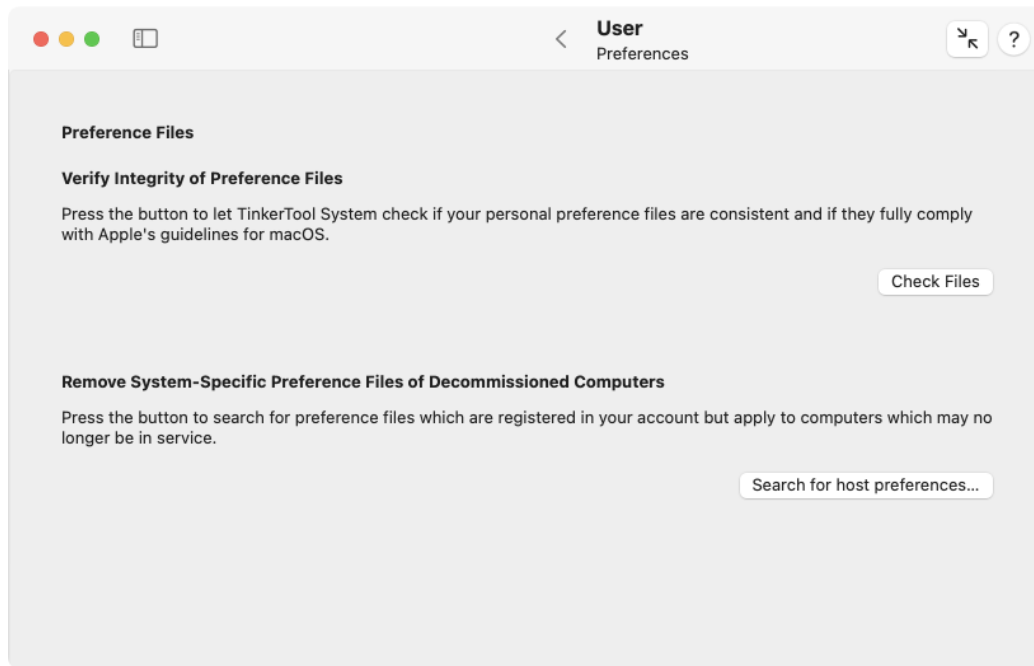 User
Preferences
?
Preference Files
Verify Integrity of Preference Files
Press the button to let TinkerTool System check if your personal preference files are consistent and if they fully comply
with Apple's guidelines for macOS.
Check Files
Remove System-Specific Preference Files of Decommissioned Computers
Press the button to search for preference files which are registered in your account but apply to computers which may no
longer be in service.
Search for host preferences...